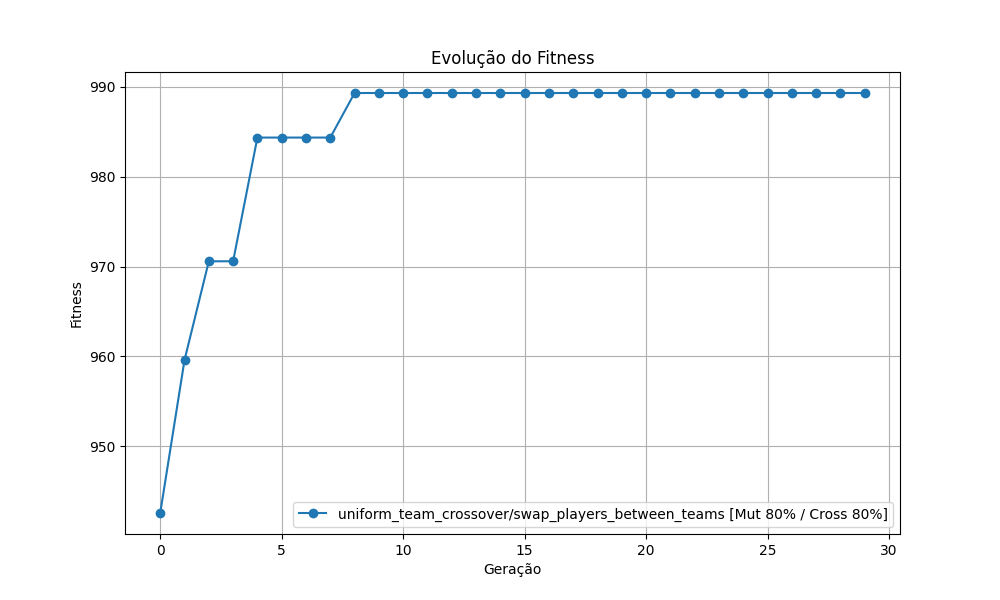 Evolução do Fitness
990
980
970
960
950
Fitness
uniform_team_crossover/swap_players_between_teams [Mut 80% / Cross 80%]
0 5 10 15 20 25 30
Geração